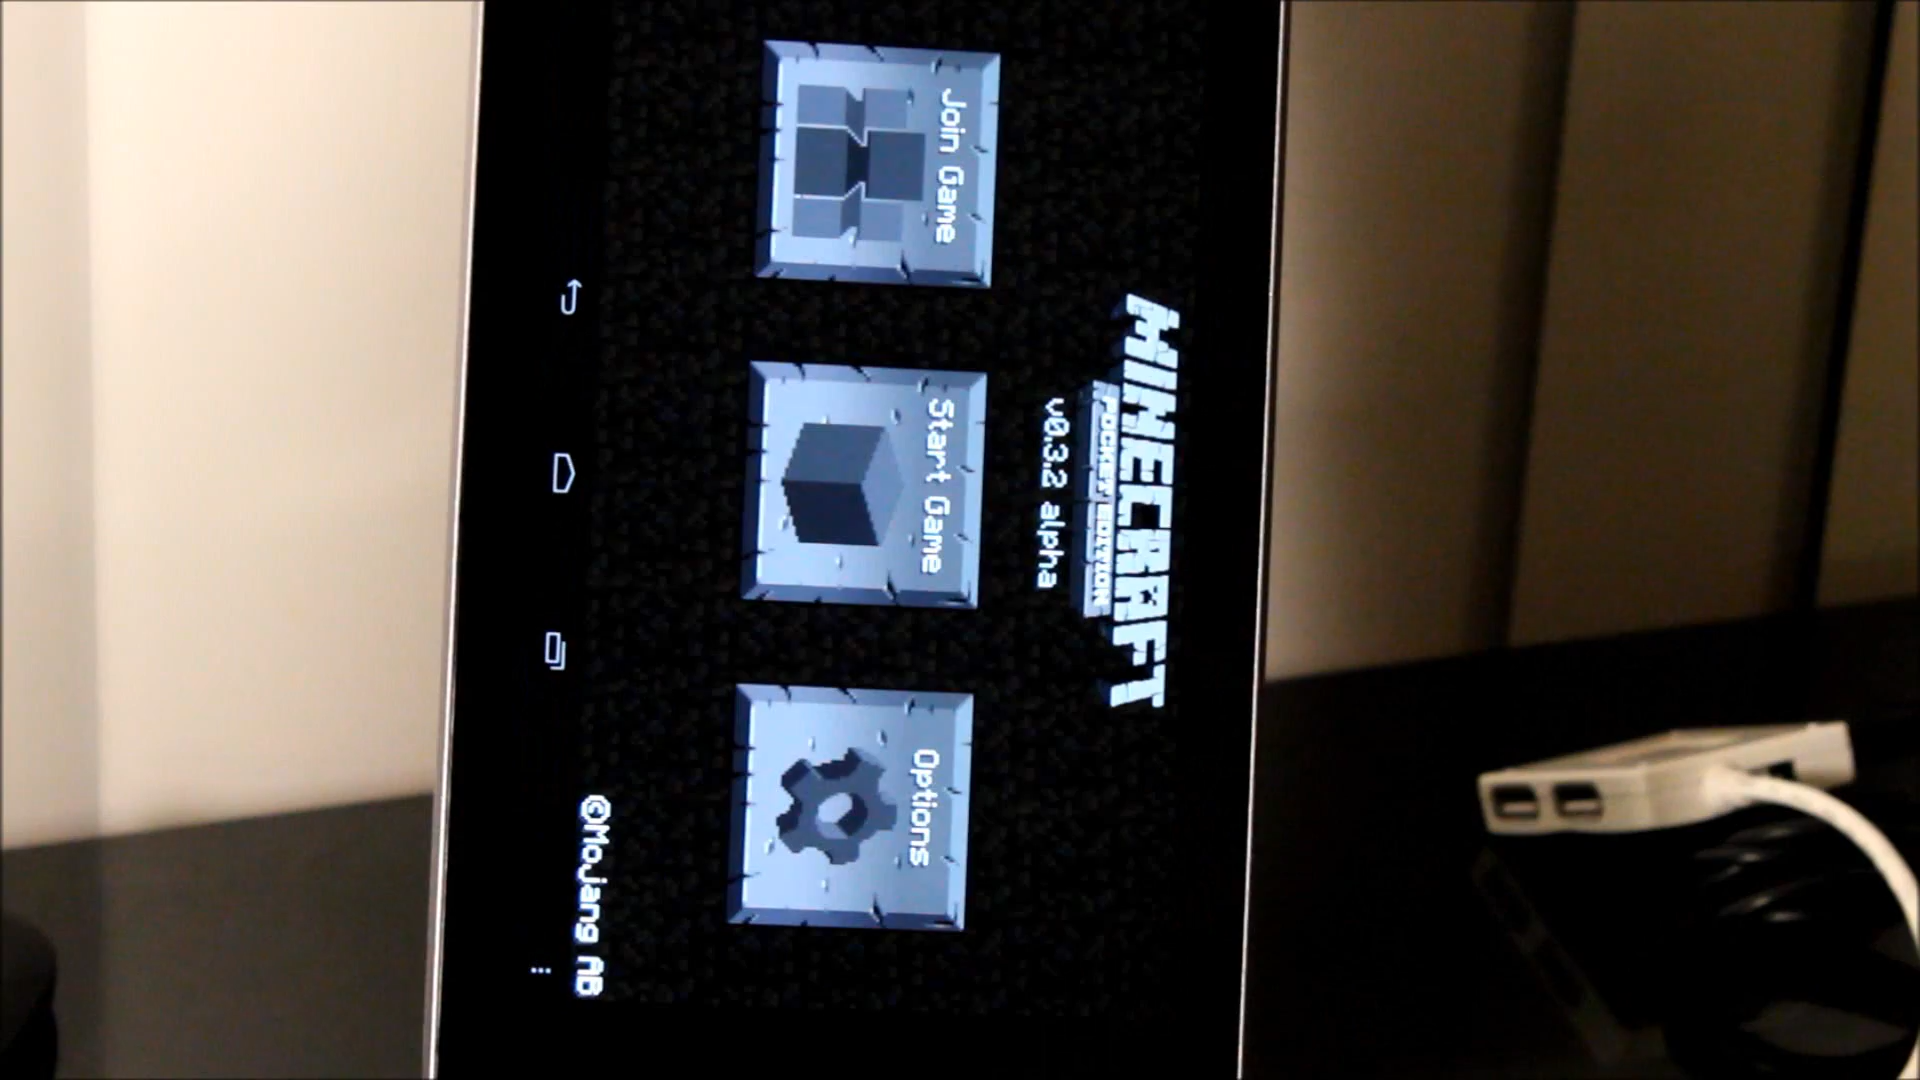 MINECRAFT
POCKET EDITION
v0.3.2 alpha
Join Game
Start Game
Options
©Mojang AB